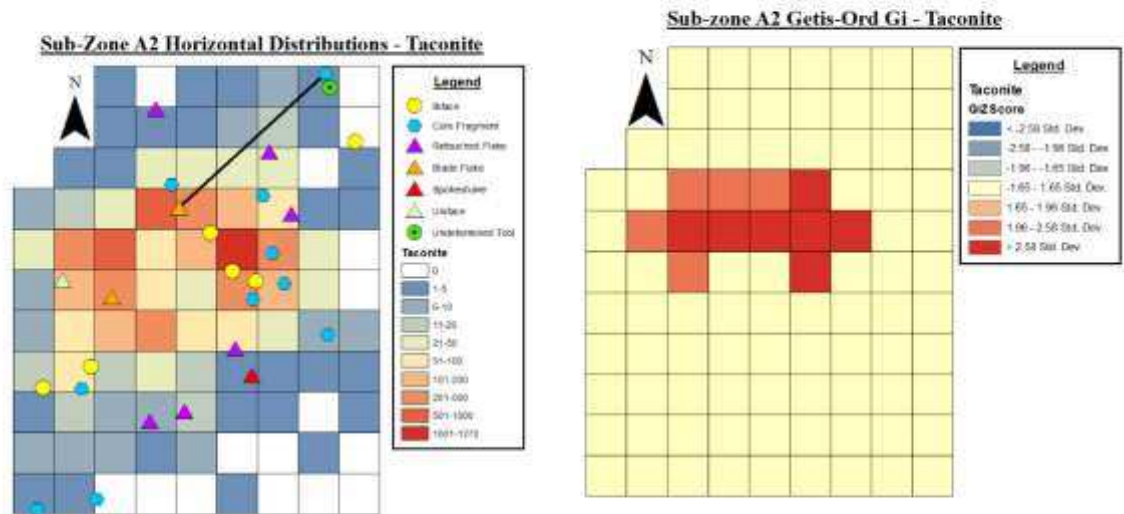 Sub-Zone A2 Horizontal Distributions - Taconite
N
Legend
Biface
Core Fragment
Retouched Flake
Blade Flake
Spokeshave
Uniface
Undetermined Tool
Taconite
0
1-5
6-10
11-20
21-50
51-100
101-200
201-500
501-1000
1001-1272
Sub-zone A2 Getis-Ord Gi - Taconite
N
Legend
Taconite
GiZScore
< -2.58 Std. Dev.
-2.58 - -1.96 Std. Dev.
-1.96 - -1.65 Std. Dev.
-1.65 - 1.65 Std. Dev.
1.65 - 1.96 Std. Dev.
1.96 - 2.58 Std. Dev.
> 2.58 Std. Dev.